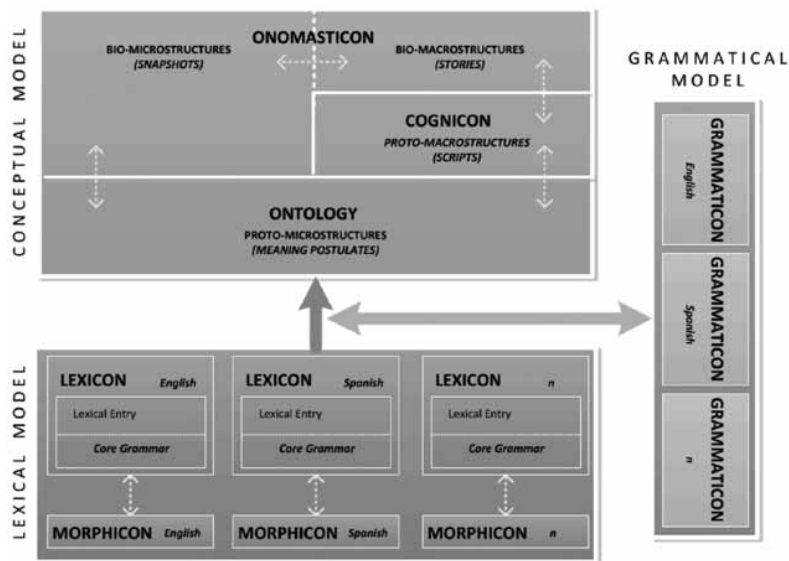 CONCEPTUAL MODEL
ONOMASTICON
BIO-MICROSTRUCTURES
(SNAPSHOTS)
BIO-MACROSTRUCTURES
(STORIES)
COGNICON
PROTO-MACROSTRUCTURES
(SCRIPTS)
ONTOLOGY
PROTO-MICROSTRUCTURES
(MEANING POSTULATES)
GRAMMATICAL
MODEL
GRAMMATICON
English
GRAMMATICON
Spanish
GRAMMATICON
n
LEXICAL MODEL
LEXICON English
Lexical Entry
Core Grammar
MORPHICON English
LEXICON Spanish
Lexical Entry
Core Grammar
MORPHICON Spanish
LEXICON n
Lexical Entry
Core Grammar
MORPHICON n